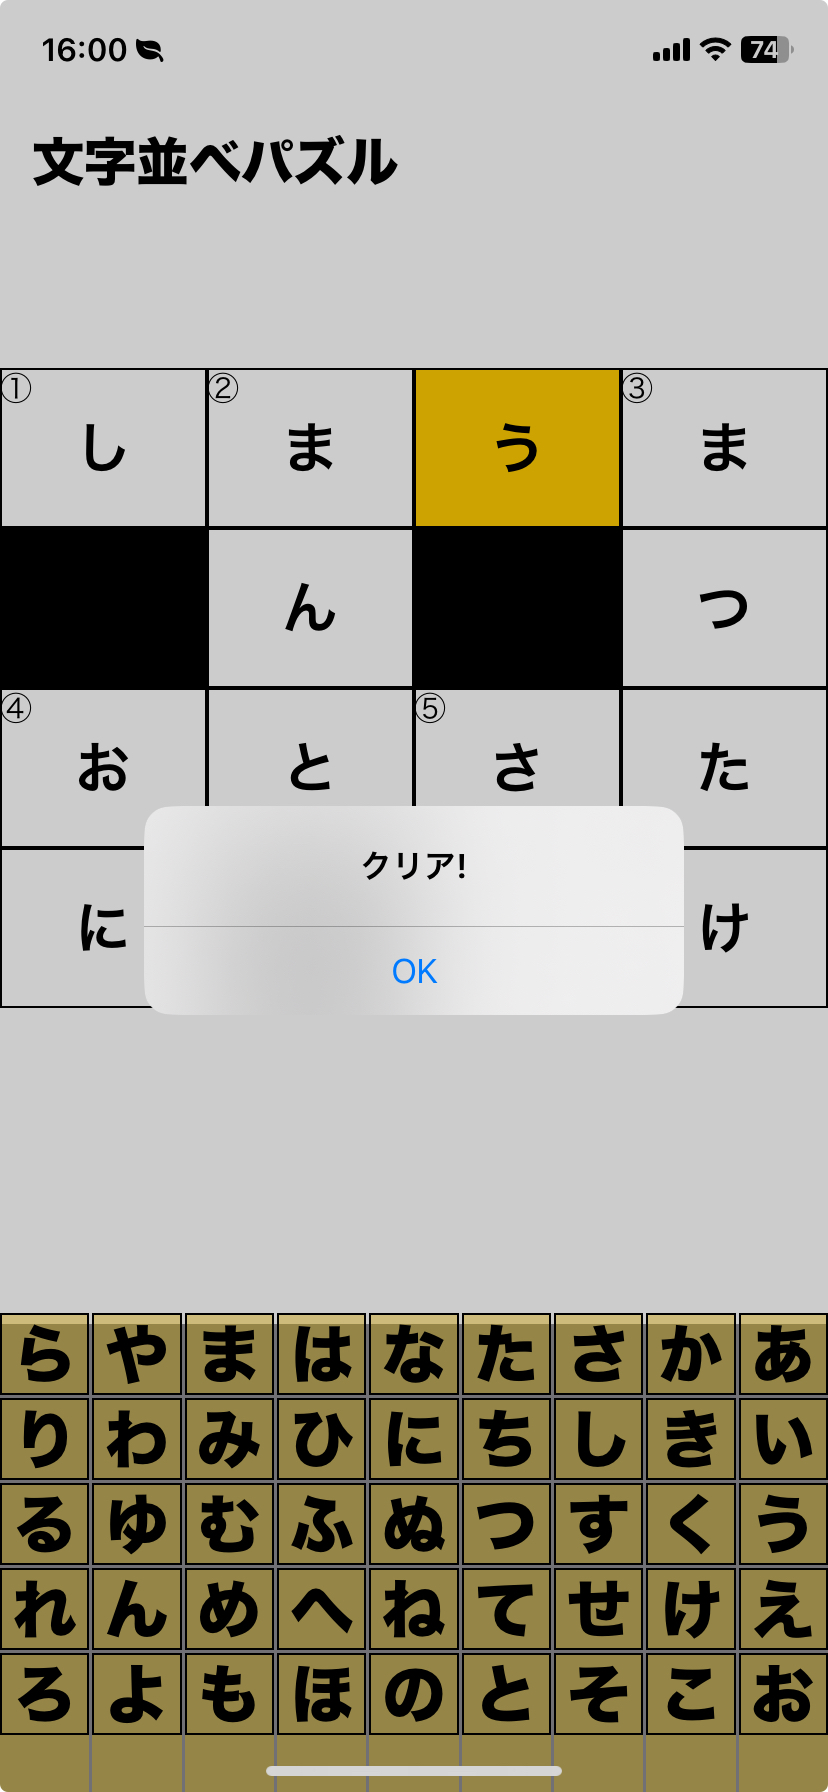 16:00 74
文字並べパズル
① し ② ま う ③ ま
ん つ
④ お と ⑤ さ た
に け
クリア!
OK
ら や ま は な た さ か あ
り わ み ひ に ち し き い
る ゆ む ふ ぬ つ す く う
れ ん め へ ね て せ け え
ろ よ も ほ の と そ こ お